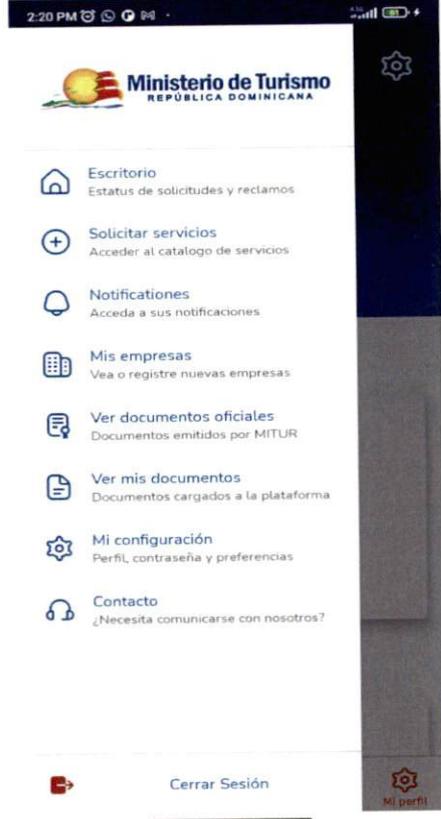 2:20 PM
Ministerio de Turismo
REPÚBLICA DOMINICANA
Escritorio
Estatus de solicitudes y reclamos
Solicitar servicios
Acceder al catalogo de servicios
Notificationes
Acceda a sus notificaciones
Mis empresas
Vea o registre nuevas empresas
Ver documentos oficiales
Documentos emitidos por MITUR
Ver mis documentos
Documentos cargados a la plataforma
Mi configuración
Perfil, contraseña y preferencias
Contacto
¿Necesita comunicarse con nosotros?
Cerrar Sesión
Mi perfil